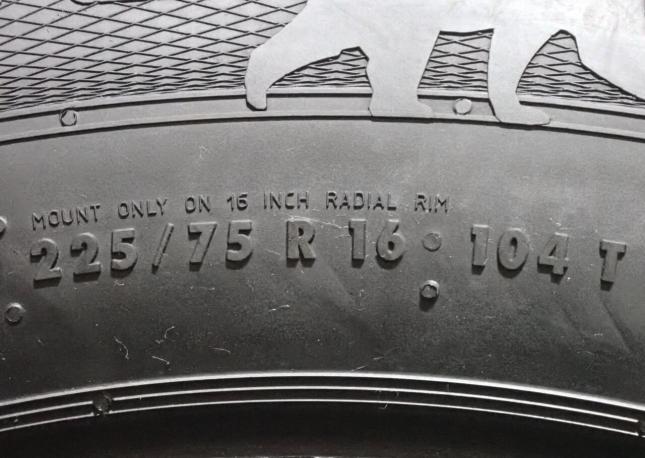 MOUNT ONLY ON 16 INCH RADIAL RIM
225/75 R 16 104 T